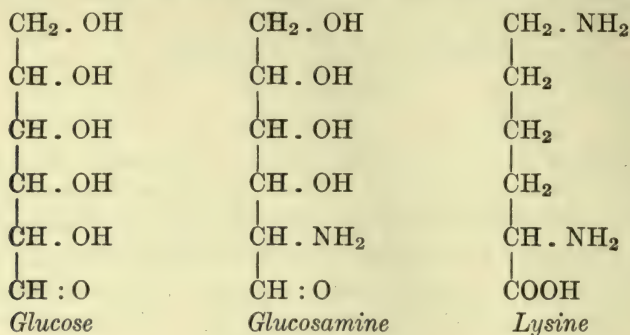 CH₂ . OH CH₂ . OH CH₂ . NH₂
CH . OH CH . OH CH₂
CH . OH CH . OH CH₂
CH . OH CH . OH CH₂
CH . OH CH . NH₂ CH . NH₂
CH : O CH : O COOH
Glucose Glucosamine Lysine